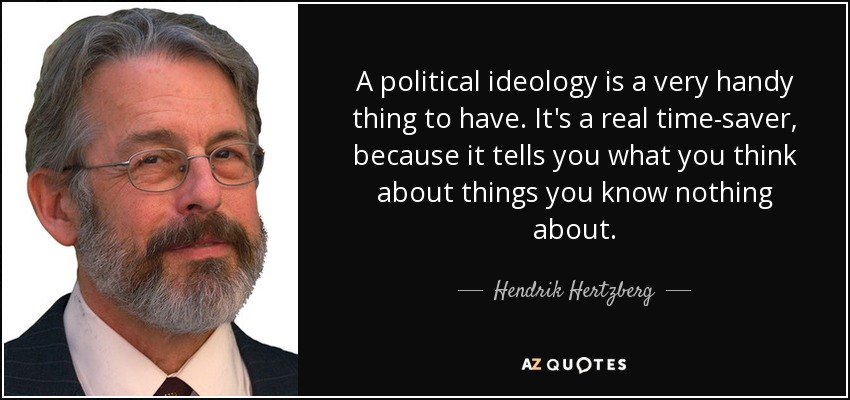 A political ideology is a very handy
thing to have. It's a real time-saver,
because it tells you what you think
about things you know nothing
about.
Hendrik Hertzberg
AZ QUOTES